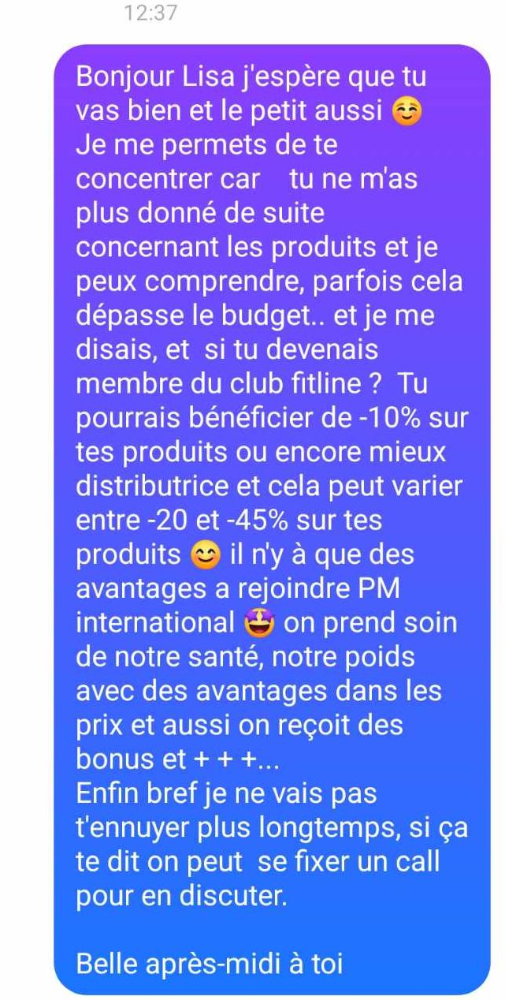 12:37
Bonjour Lisa j'espère que tu
vas bien et le petit aussi ☺️
Je me permets de te
concentrer car    tu ne m'as
plus donné de suite
concernant les produits et je
peux comprendre, parfois cela
dépasse le budget.. et je me
disais, et  si tu devenais
membre du club fitline ?  Tu
pourrais bénéficier de -10% sur
tes produits ou encore mieux
distributrice et cela peut varier
entre -20 et -45% sur tes
produits 😊 il n'y à que des
avantages a rejoindre PM
international 🤩 on prend soin
de notre santé, notre poids
avec des avantages dans les
prix et aussi on reçoit des
bonus et + + +...
Enfin bref je ne vais pas
t'ennuyer plus longtemps, si ça
te dit on peut  se fixer un call
pour en discuter.

Belle après-midi à toi